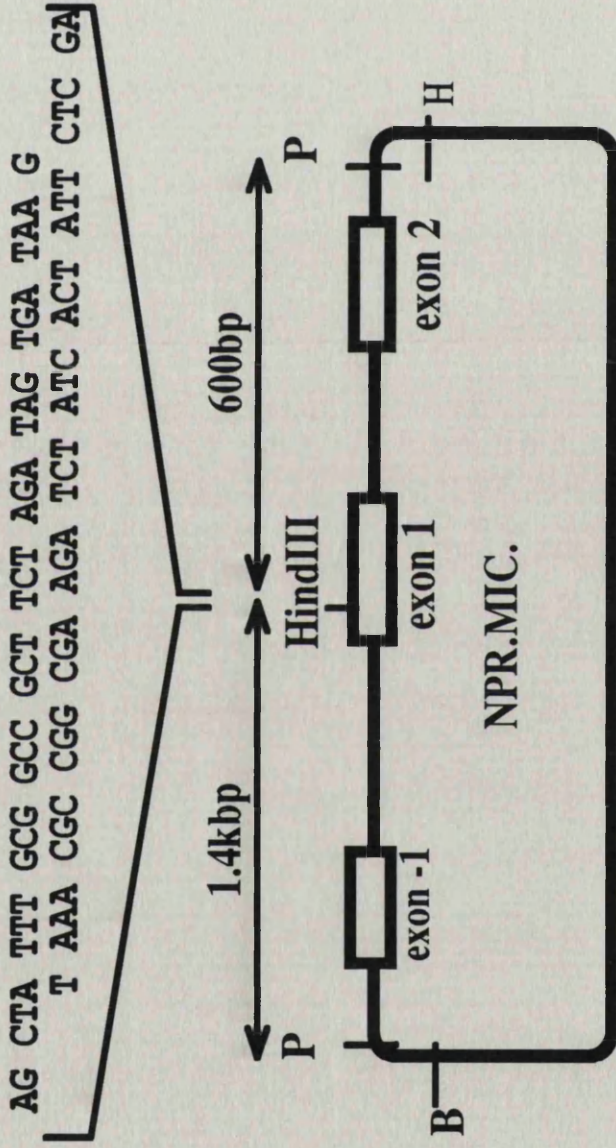 AG CTA TTT GCG GCC GCT TCT AGA TAG TGA TAA G
T AAA CGC CGG CGA AGA TCT ATC ACT ATT CTC GA
1.4kbp
600bp
P
HindIII
P
B
exon -1
exon 1
exon 2
H
NPR.MIC.